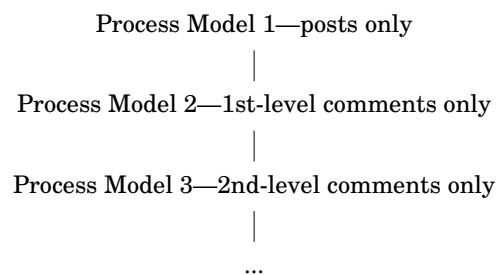 Process Model 1—posts only
Process Model 2—1st-level comments only
Process Model 3—2nd-level comments only
...